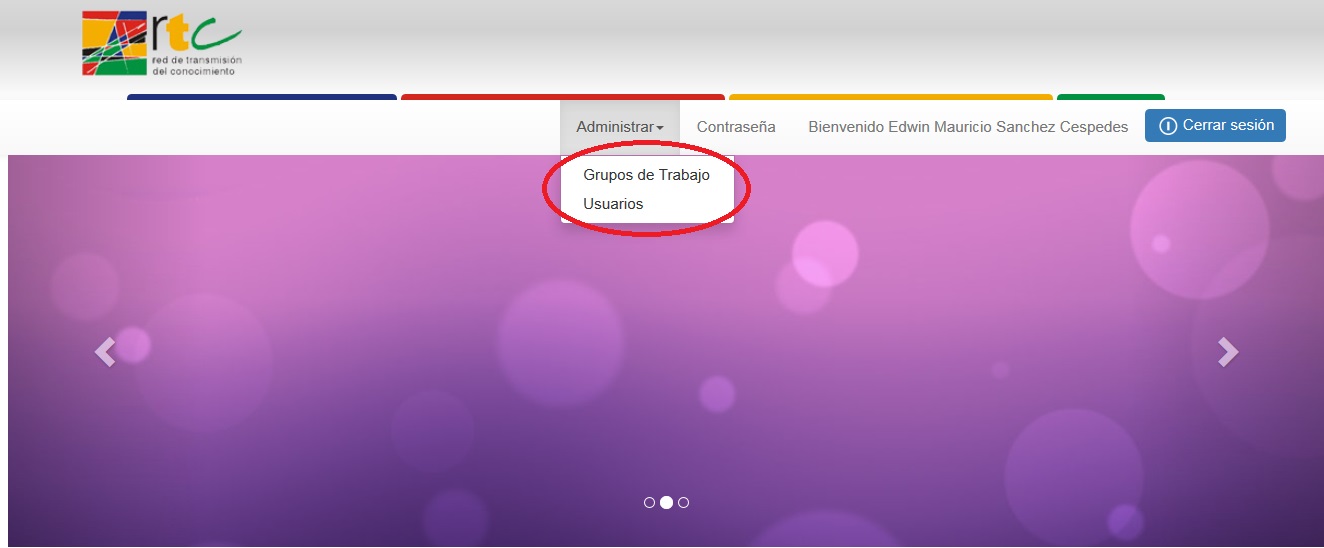 rtc
red de transmisión
del conocimiento
Administrar Contraseña Bienvenido Edwin Mauricio Sanchez Cespedes Cerrar sesión
Grupos de Trabajo
Usuarios